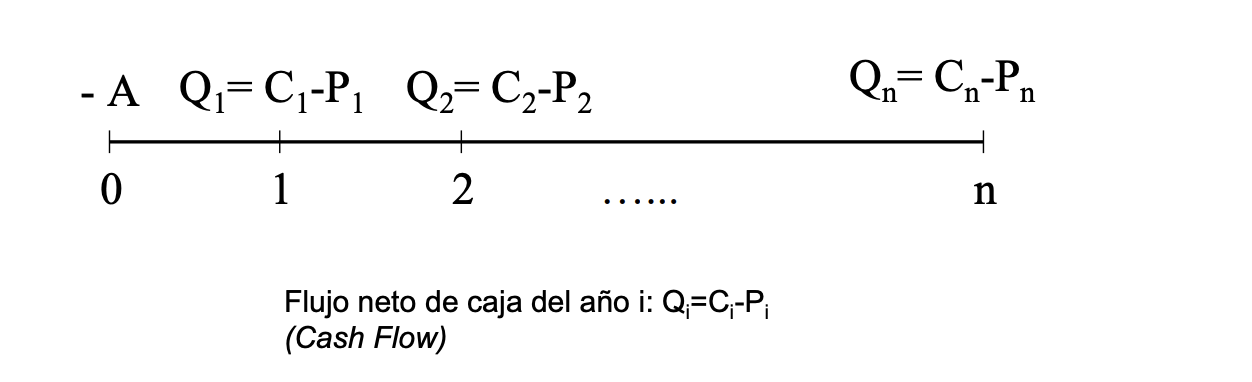 - A Q₁= C₁-P₁ Q₂= C₂-P₂ Qₙ= Cₙ-Pₙ
0 1 2 …... n
Flujo neto de caja del año i: Qᵢ=Cᵢ-Pᵢ
(Cash Flow)